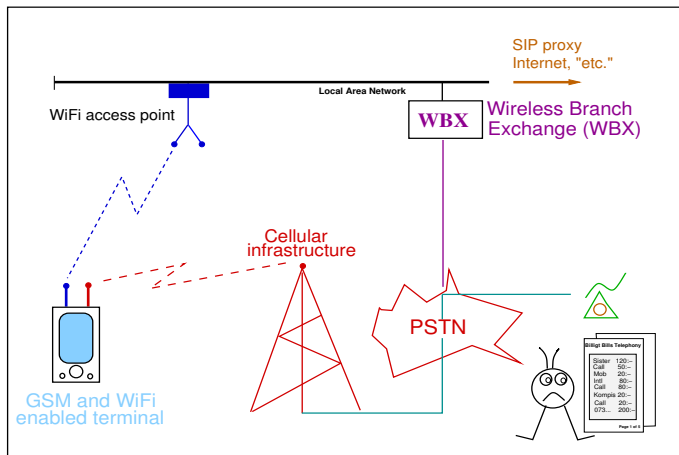 SIP proxy
Internet, "etc."
Local Area Network
WiFi access point
WBX
Wireless Branch
Exchange (WBX)
Cellular
infrastructure
PSTN
GSM and WiFi
enabled terminal
Billigt Bills Telephony
Sister 120:-
Call 50:-
Mob 20:-
Intl 80:-
Call 80:-
Kompis 20:-
Call 20:-
073... 200:-
Page 1 of 5